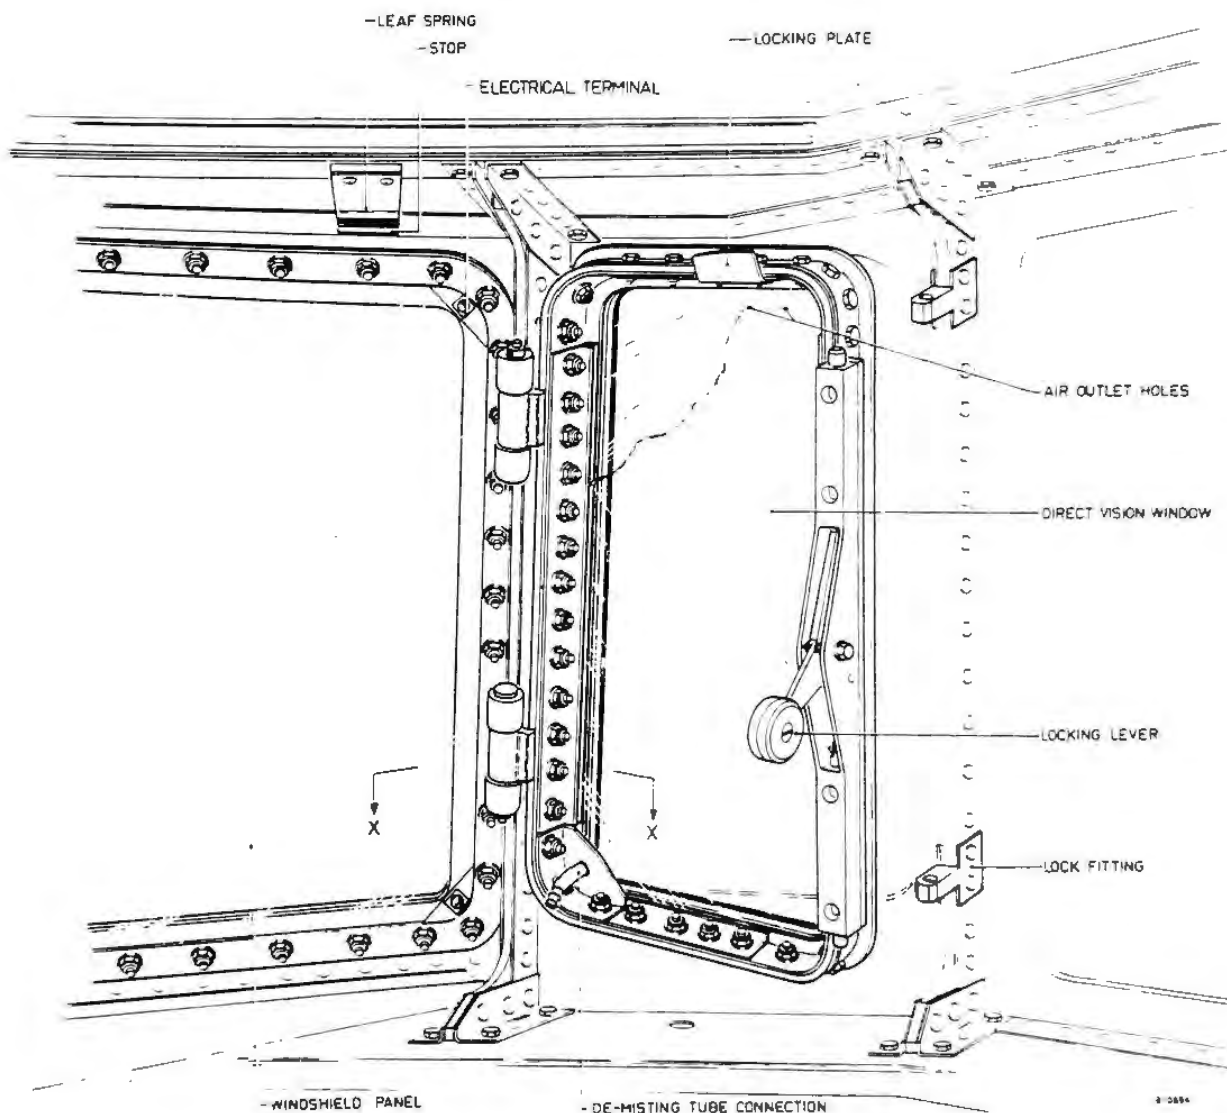 LEAF SPRING
STOP
LOCKING PLATE
ELECTRICAL TERMINAL
AIR OUTLET HOLES
DIRECT VISION WINDOW
LOCKING LEVER
X
X
LOCK FITTING
WINDSHIELD PANEL
DE-MISTING TUBE CONNECTION